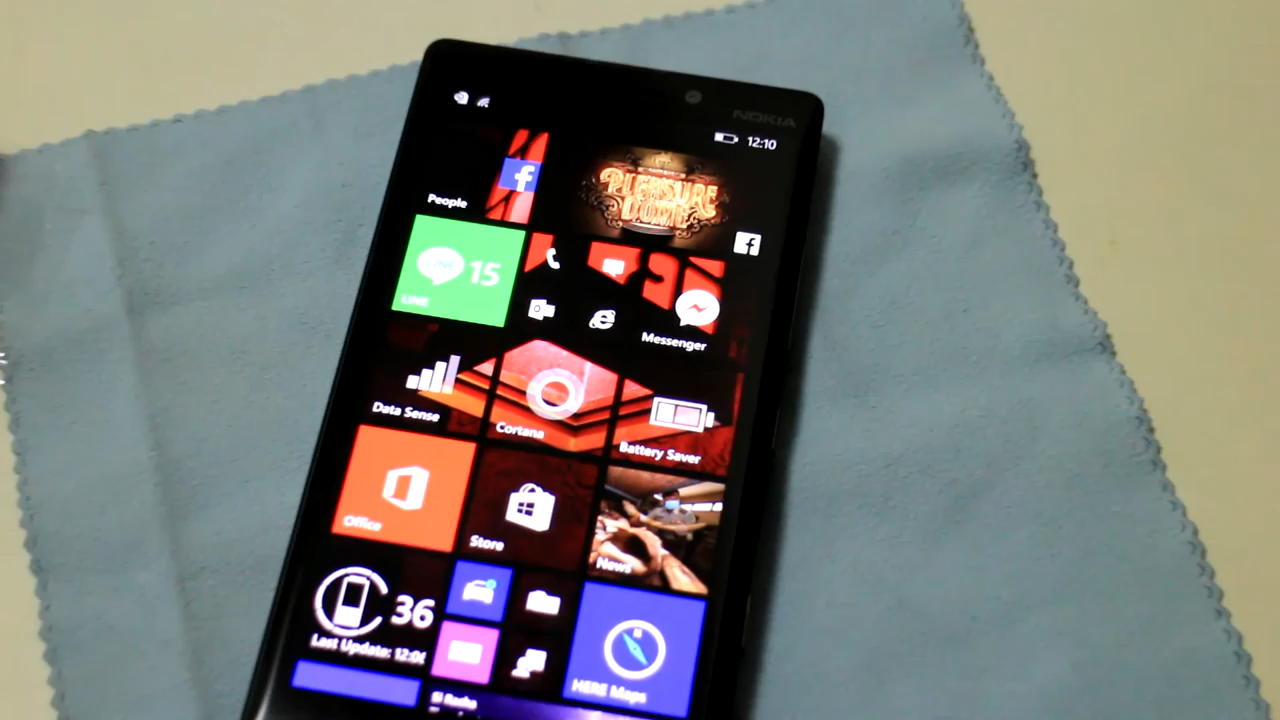 NOKIA
12:10
People
PLEASURE
DOME
LINE 15
LINE
Messenger
Data Sense
Cortana
Battery Saver
Office
Store
News
36
Last Update: 12:0
HERE Maps